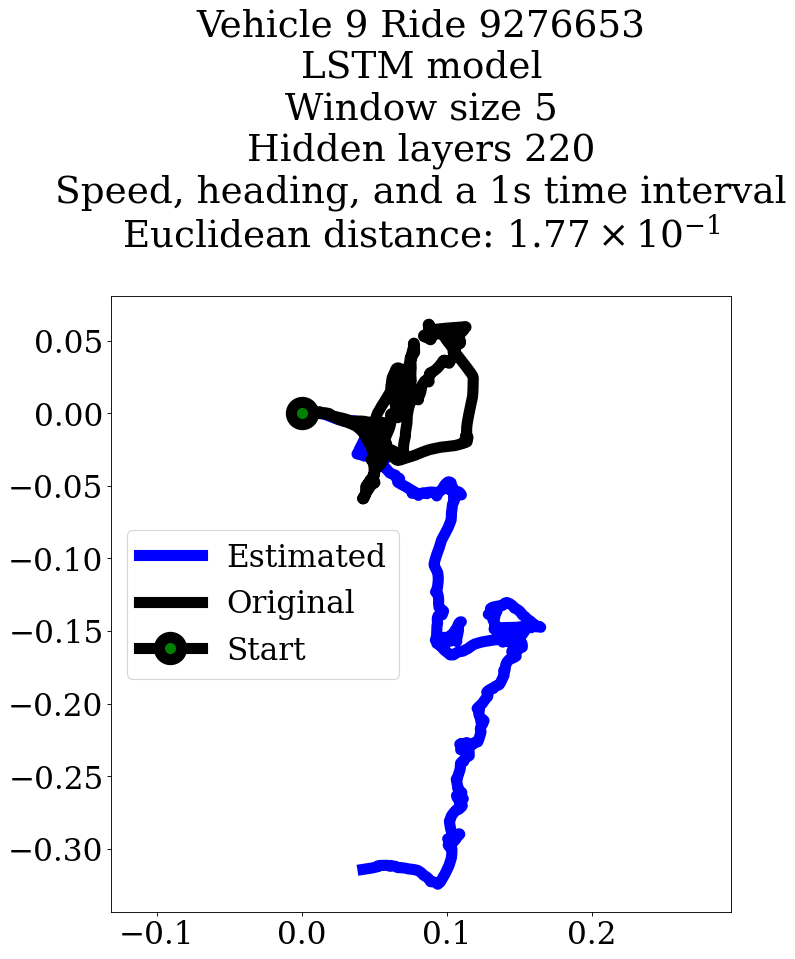 Vehicle 9 Ride 9276653
LSTM model
Window size 5
Hidden layers 220
Speed, heading, and a 1s time interval
Euclidean distance: 1.77 × 10⁻¹
0.05
0.00
−0.05
−0.10
−0.15
−0.20
−0.25
−0.30
Estimated
Original
Start
−0.1
0.0
0.1
0.2